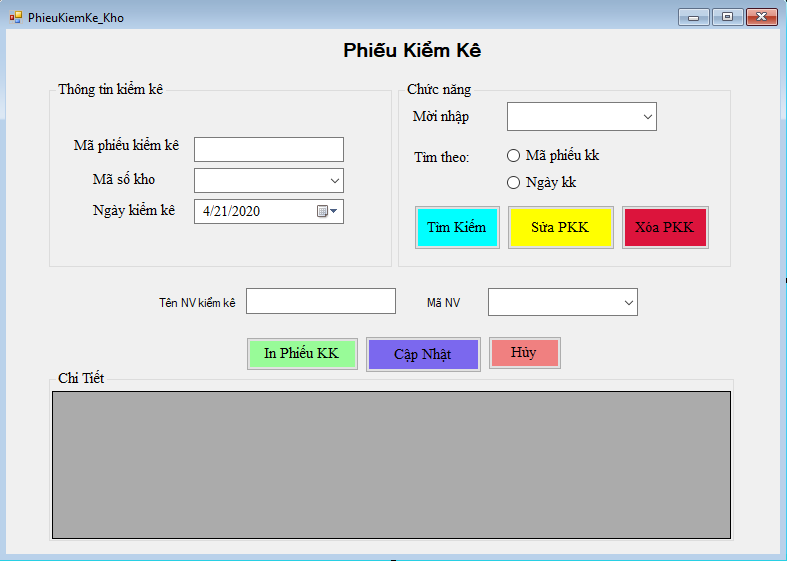 PhieuKiemKe_Kho
Phiếu Kiểm Kê
Thông tin kiểm kê
Mã phiếu kiểm kê
Mã số kho
Ngày kiểm kê
4/21/2020
Chức năng
Mời nhập
Tìm theo:
Mã phiếu kk
Ngày kk
Tìm Kiếm
Sửa PKK
Xóa PKK
Tên NV kiểm kê
Mã NV
In Phiếu KK
Cập Nhật
Hủy
Chi Tiết